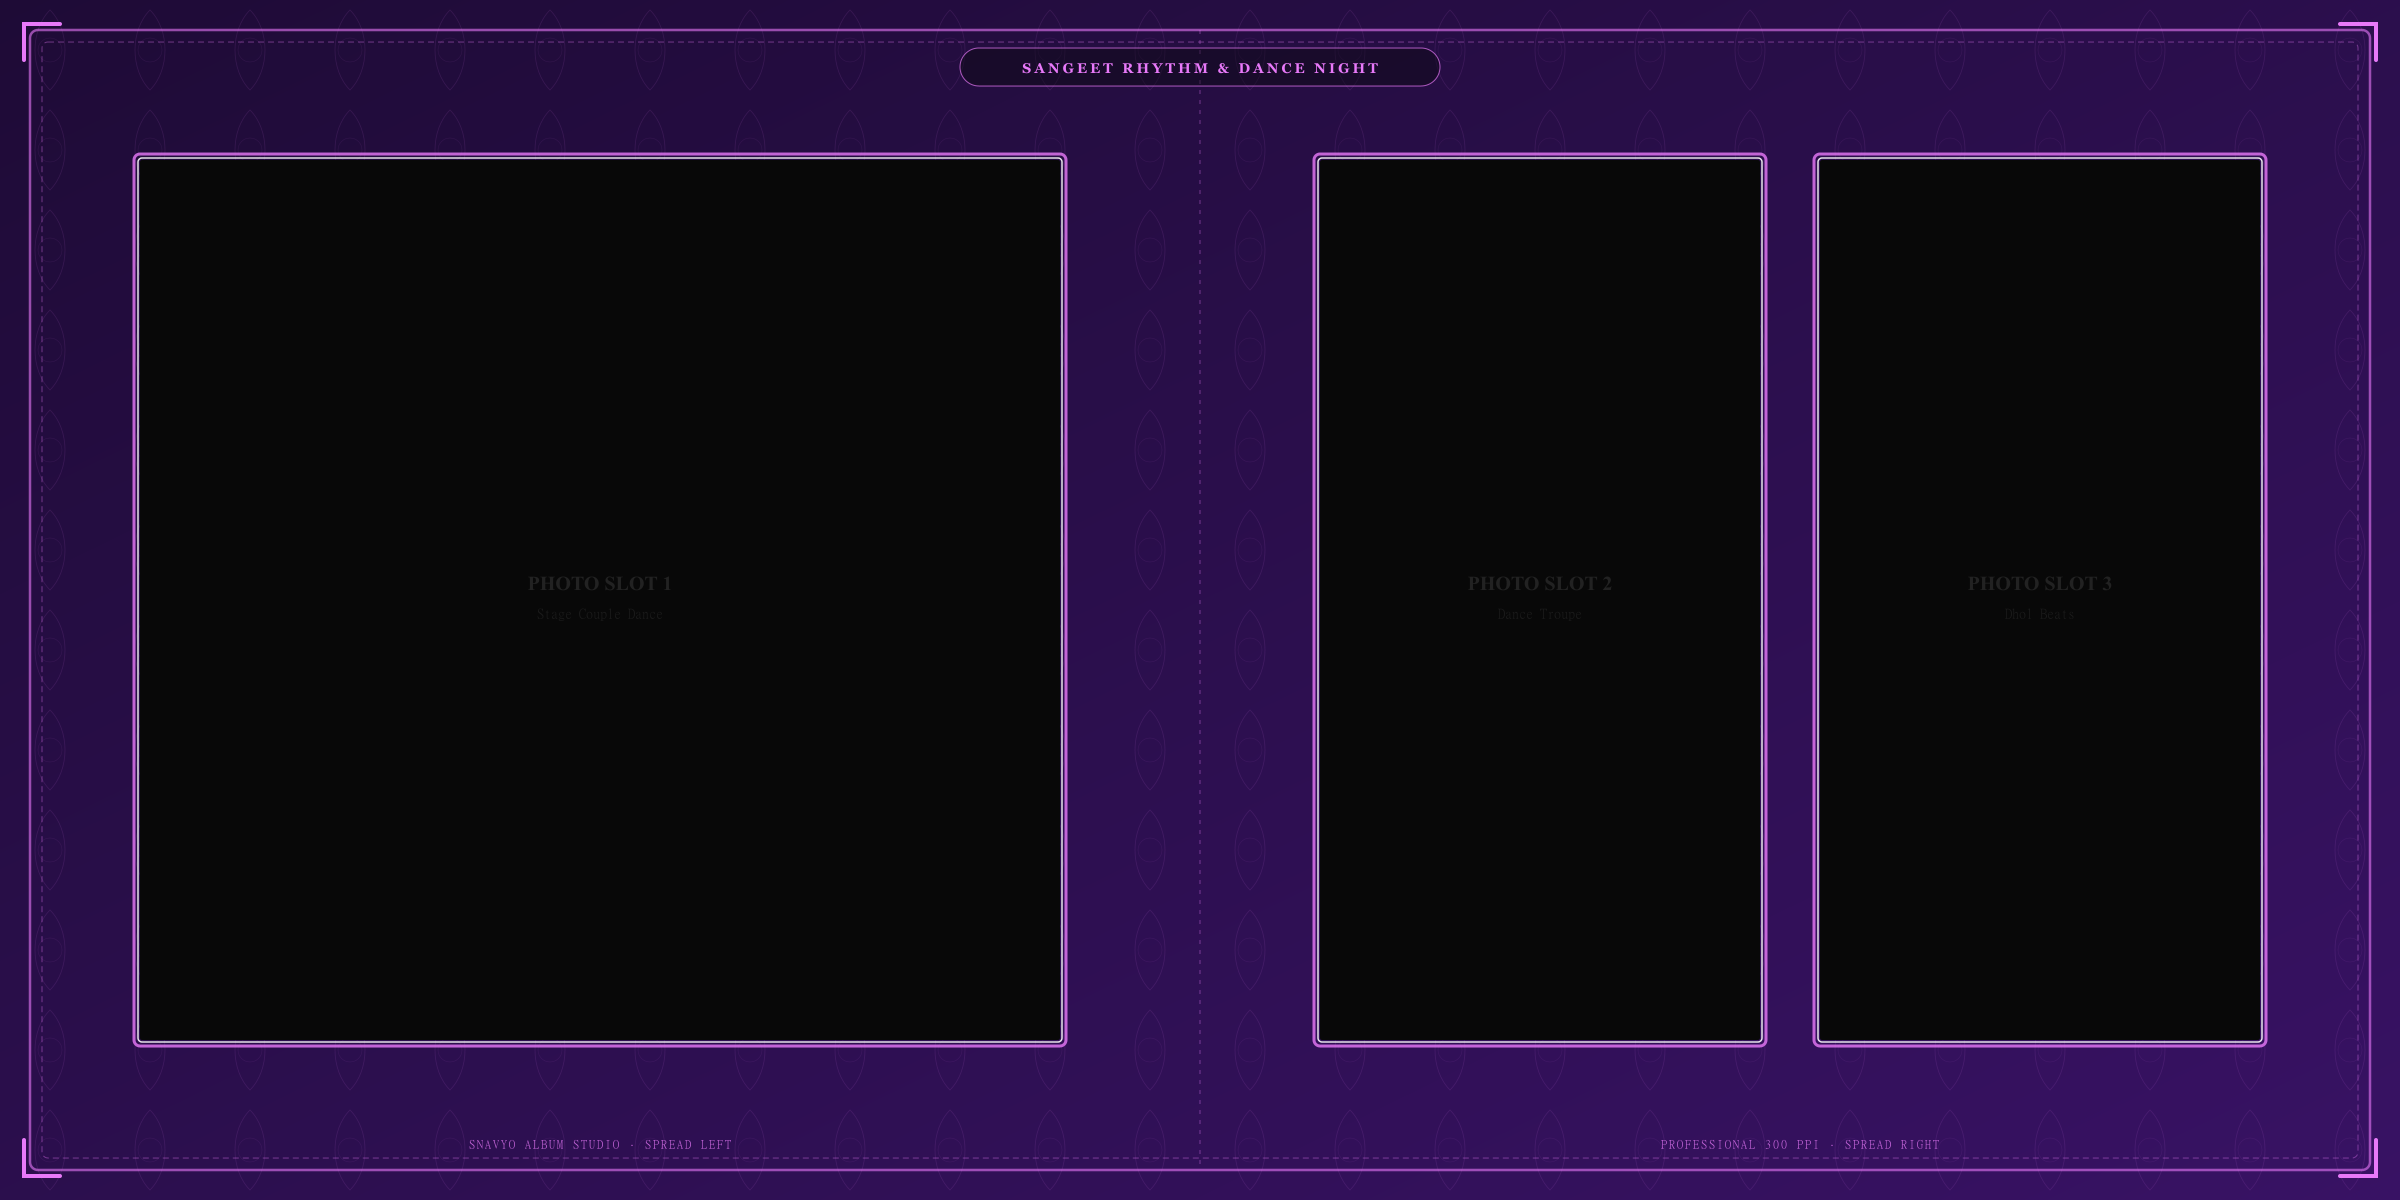 SANGEET RHYTHM & DANCE NIGHT
PHOTO SLOT 1
Stage Couple Dance
PHOTO SLOT 2
Dance Troupe
PHOTO SLOT 3
Dhol Beats
SNAVYO ALBUM STUDIO - SPREAD LEFT
PROFESSIONAL 300 PPI - SPREAD RIGHT